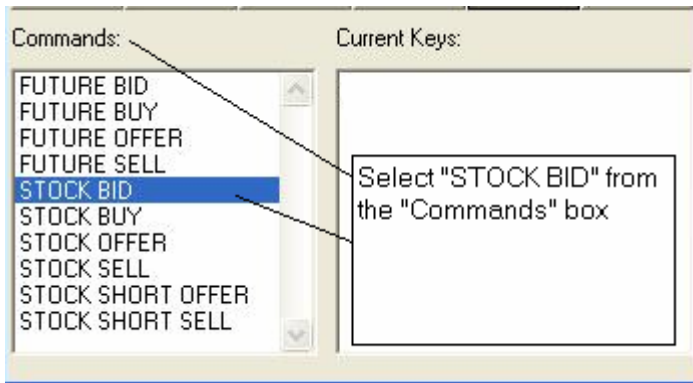 Commands:
Current Keys:
FUTURE BID
FUTURE BUY
FUTURE OFFER
FUTURE SELL
STOCK BID
STOCK BUY
STOCK OFFER
STOCK SELL
STOCK SHORT OFFER
STOCK SHORT SELL
Select "STOCK BID" from
the "Commands" box